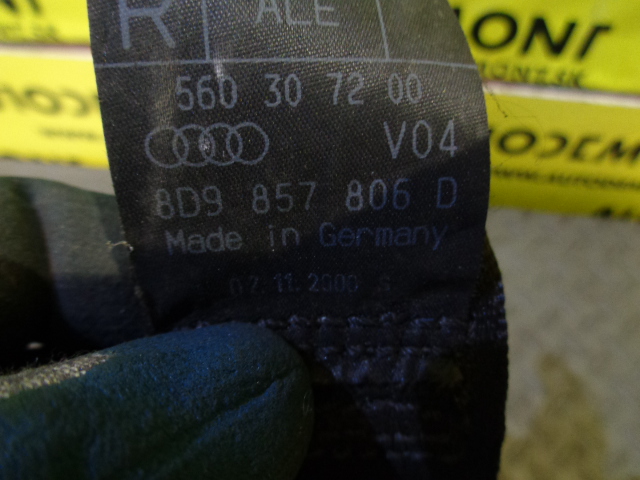 R ALE
560 30 72 00
V04
8D9 857 806 D
Made in Germany
07.11.2000 S